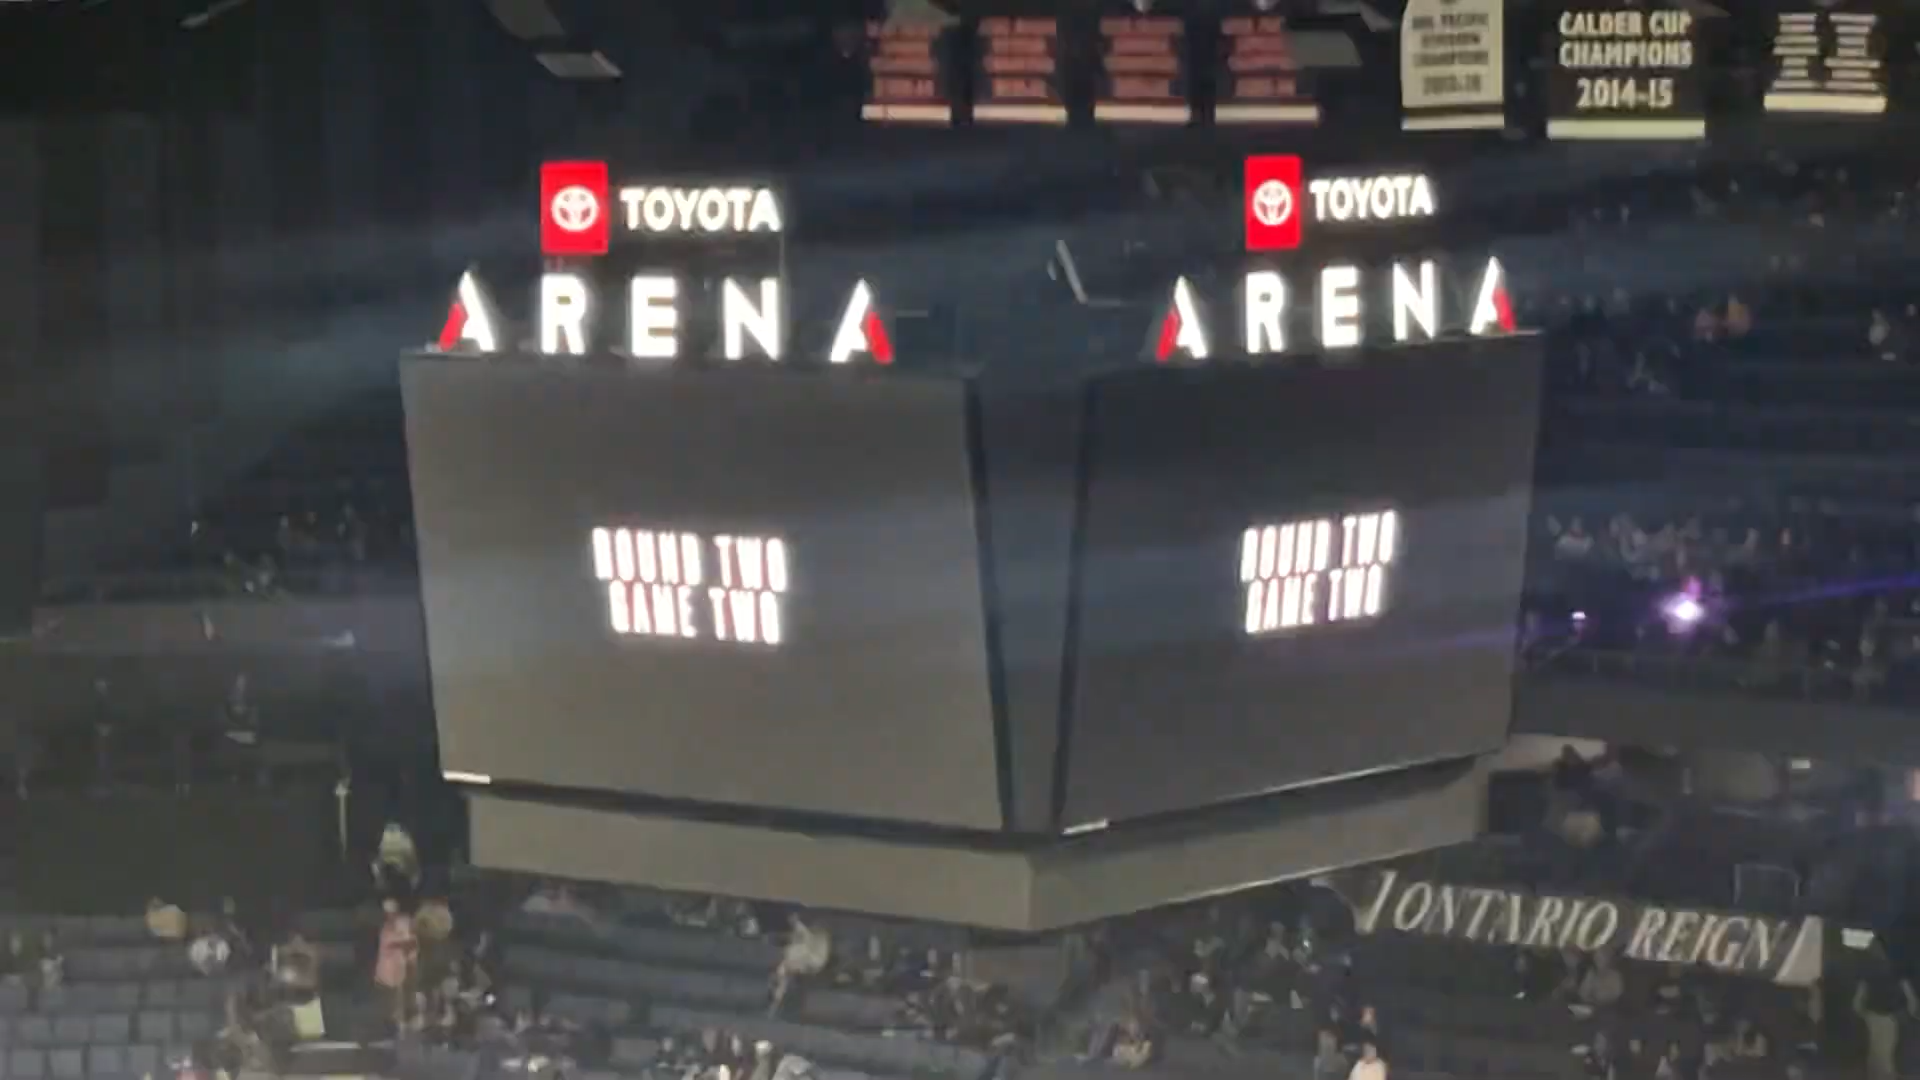 CALDER CUP
CHAMPIONS
2014-15
TOYOTA
ARENA
TOYOTA
ARENA
ROUND TWO
GAME TWO
ROUND TWO
GAME TWO
ONTARIO REIGN